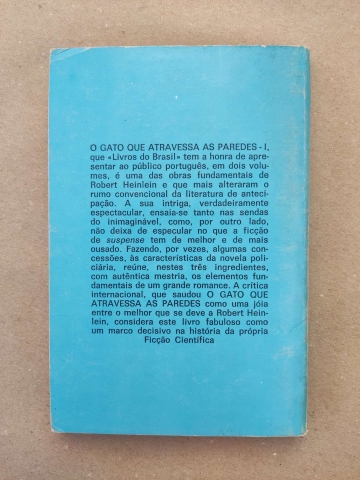 O GATO QUE ATRAVESSA AS PAREDES - I,
que «Livros do Brasil» tem a honra de apre-
sentar ao público português, em dois volu-
mes, é uma das obras fundamentais de
Robert Heinlein e que mais alteraram o
rumo convencional da literatura de anteci-
pação. A sua intriga, verdadeiramente
espectacular, ensaia-se tanto nas sendas
do inimaginável, como, por outro lado,
não deixa de especular no que a ficção
de suspense tem de melhor e de mais
ousado. Fazendo, por vezes, algumas con-
cessões, às características da novela poli-
ciária, reúne, nestes três ingredientes,
com autêntica mestria, os elementos funda-
mentais de um grande romance. A crítica
internacional, que saudou O GATO QUE
ATRAVESSA AS PAREDES como uma jóia
entre o melhor que se deve a Robert Hein-
lein, considera este livro fabuloso como
um marco decisivo na história da própria
Ficção Científica